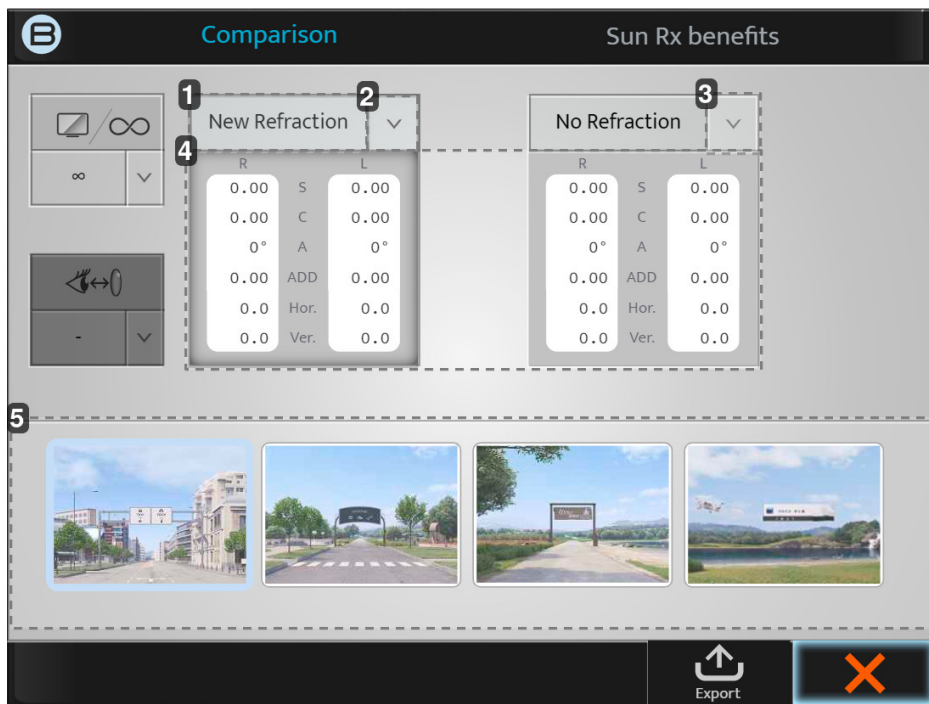 B Comparison Sun Rx benefits
1 2 3
/∞
New Refraction
No Refraction
4
∞
R L R L
0.00 S 0.00 0.00 S 0.00
0.00 C 0.00 0.00 C 0.00
0° A 0° 0° A 0°
0.00 ADD 0.00 0.00 ADD 0.00
0.0 Hor. 0.0 0.0 Hor. 0.0
- 0.0 Ver. 0.0 0.0 Ver. 0.0
5
Export